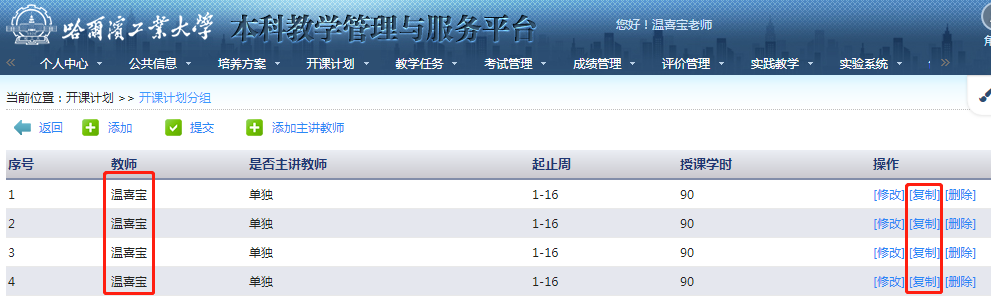 哈尔滨工业大学 本科教学管理与服务平台 您好！温喜宝老师
« 个人中心 公共信息 培养方案 开课计划 教学任务 考试管理 成绩管理 评价管理 实践教学 实验系统 »
当前位置：开课计划 >> 开课计划分组
返回 添加 提交 添加主讲教师
序号 教师 是否主讲教师 起止周 授课学时 操作
1 温喜宝 单独 1-16 90 [修改] [复制] [删除]
2 温喜宝 单独 1-16 90 [修改] [复制] [删除]
3 温喜宝 单独 1-16 90 [修改] [复制] [删除]
4 温喜宝 单独 1-16 90 [修改] [复制] [删除]